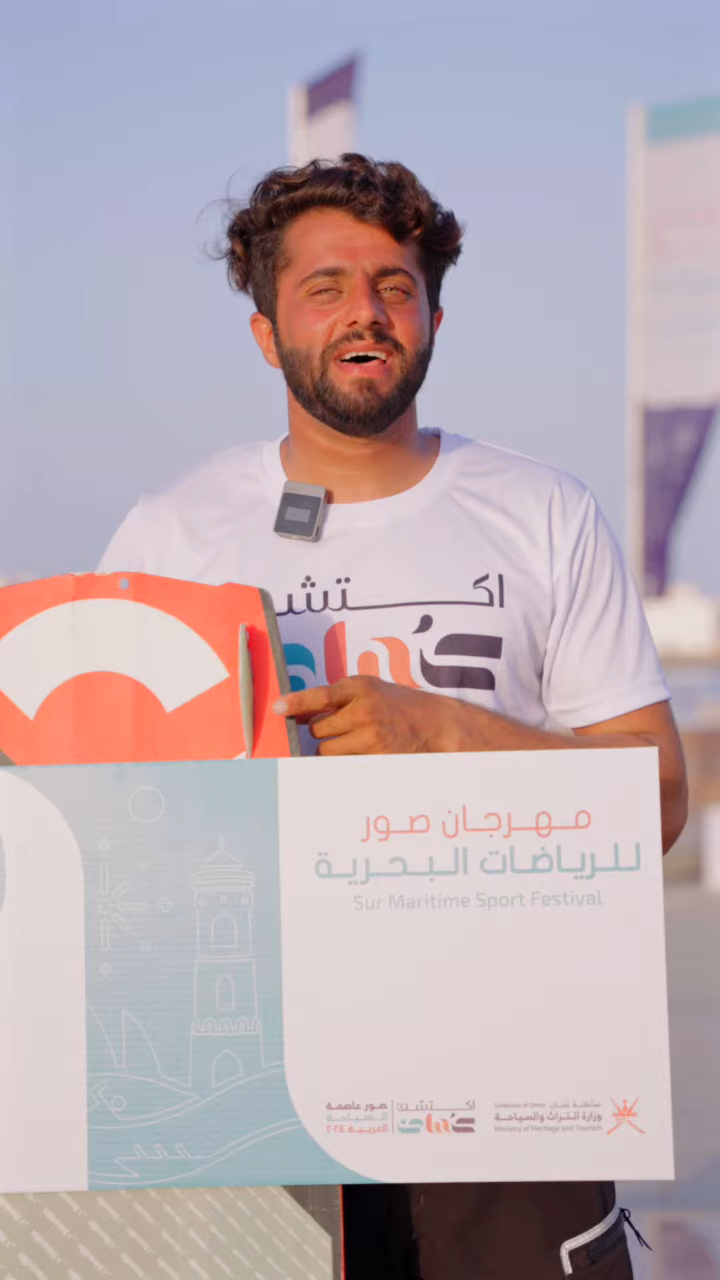 اكتشف
عُمان
مهرجان صور
للرياضات البحرية
Sur Maritime Sport Festival
صور عاصمة
السياحة
العربية ٢٠٢٤
اكتشف
عُمان
سلطنة عُمان Sultanate of Oman
وزارة التراث والسياحة
Ministry of Heritage and Tourism